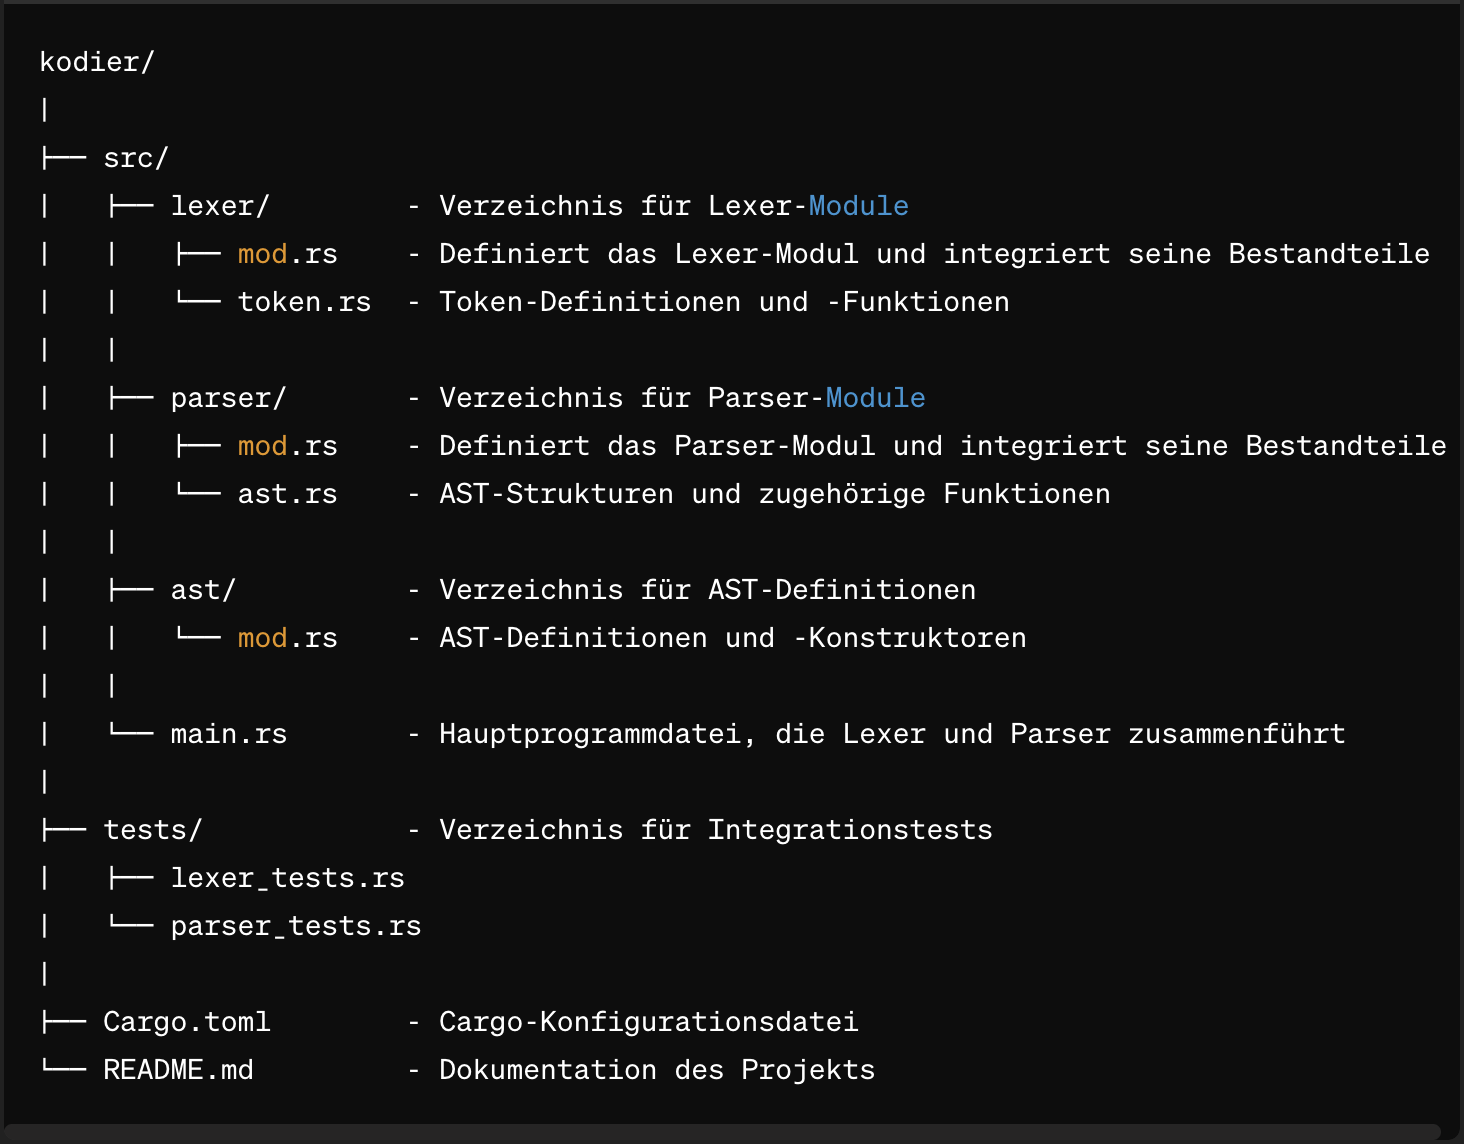 kodier/
|
├── src/
|   ├── lexer/        - Verzeichnis für Lexer-Module
|   |   ├── mod.rs    - Definiert das Lexer-Modul und integriert seine Bestandteile
|   |   └── token.rs  - Token-Definitionen und -Funktionen
|   |
|   ├── parser/       - Verzeichnis für Parser-Module
|   |   ├── mod.rs    - Definiert das Parser-Modul und integriert seine Bestandteile
|   |   └── ast.rs    - AST-Strukturen und zugehörige Funktionen
|   |
|   ├── ast/          - Verzeichnis für AST-Definitionen
|   |   └── mod.rs    - AST-Definitionen und -Konstruktoren
|   |
|   └── main.rs       - Hauptprogrammdatei, die Lexer und Parser zusammenführt
|
├── tests/            - Verzeichnis für Integrationstests
|   ├── lexer_tests.rs
|   └── parser_tests.rs
|
├── Cargo.toml        - Cargo-Konfigurationsdatei
└── README.md         - Dokumentation des Projekts